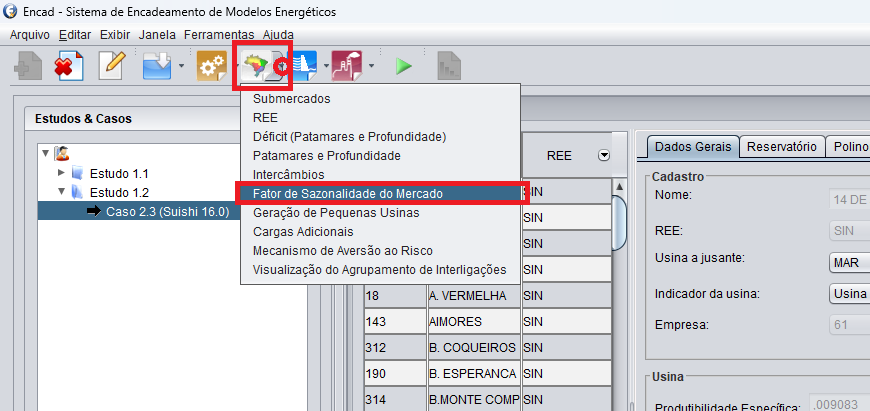 Encad - Sistema de Encadeamento de Modelos Energéticos
Arquivo Editar Exibir Janela Ferramentas Ajuda
Estudos & Casos
Estudo 1.1
Estudo 1.2
Caso 2.3 (Suishi 16.0)
Submercados
REE
Déficit (Patamares e Profundidade)
Patamares e Profundidade
Intercâmbios
Fator de Sazonalidade do Mercado
Geração de Pequenas Usinas
Cargas Adicionais
Mecanismo de Aversão ao Risco
Visualização do Agrupamento de Interligações
REE
SIN
SIN
SIN
SIN
18 A. VERMELHA SIN
143 AIMORES SIN
312 B. COQUEIROS SIN
190 B. ESPERANCA SIN
314 B.MONTE COMP SIN
Dados Gerais Reservatório Polino
Cadastro
Nome: 14 DE
REE: SIN
Usina a jusante: MAR
Indicador da usina: Usina
Empresa: 61
Usina
Produtibilidade Específica: .009083